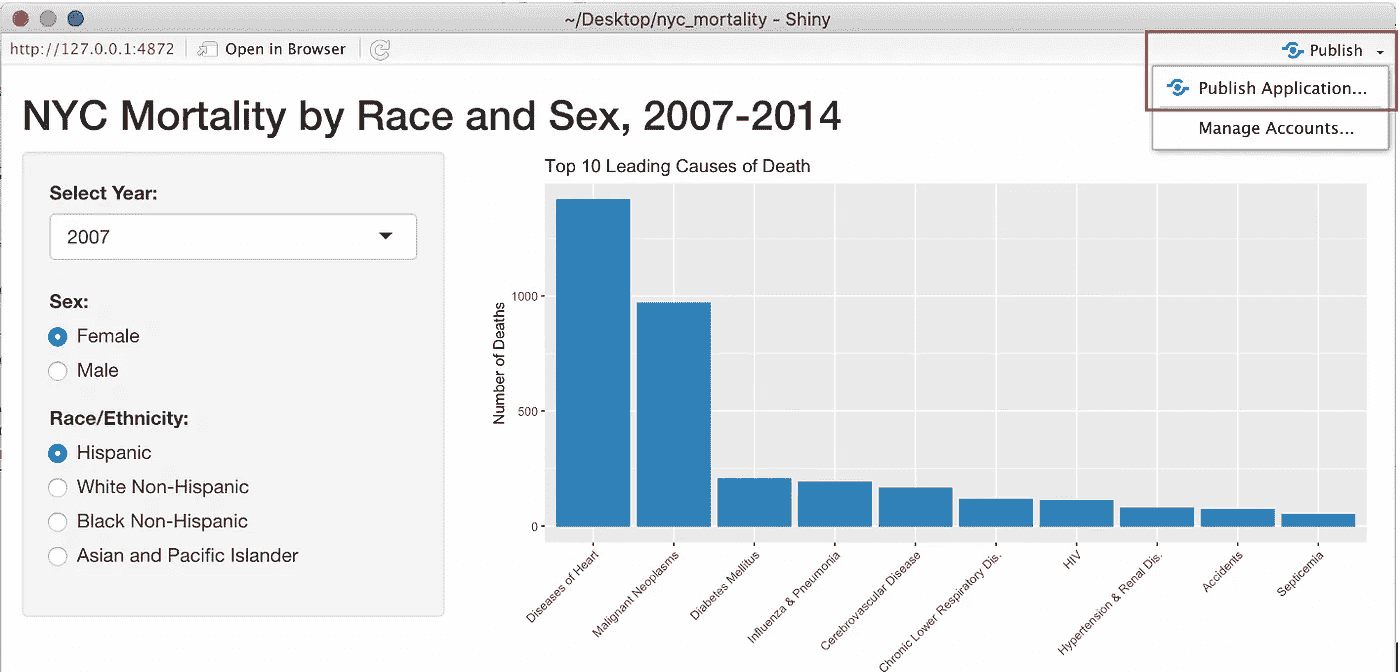 ~/Desktop/nyc_mortality - Shiny
http://127.0.0.1:4872 Open in Browser Publish
Publish Application...
Manage Accounts...
NYC Mortality by Race and Sex, 2007-2014
Select Year:
2007
Sex:
Female
Male
Race/Ethnicity:
Hispanic
White Non-Hispanic
Black Non-Hispanic
Asian and Pacific Islander
Top 10 Leading Causes of Death
Number of Deaths
1000
500
0
Diseases of Heart
Malignant Neoplasms
Diabetes Mellitus
Influenza & Pneumonia
Cerebrovascular Disease
Chronic Lower Respiratory Dis.
HIV
Hypertension & Renal Dis.
Accidents
Septicemia